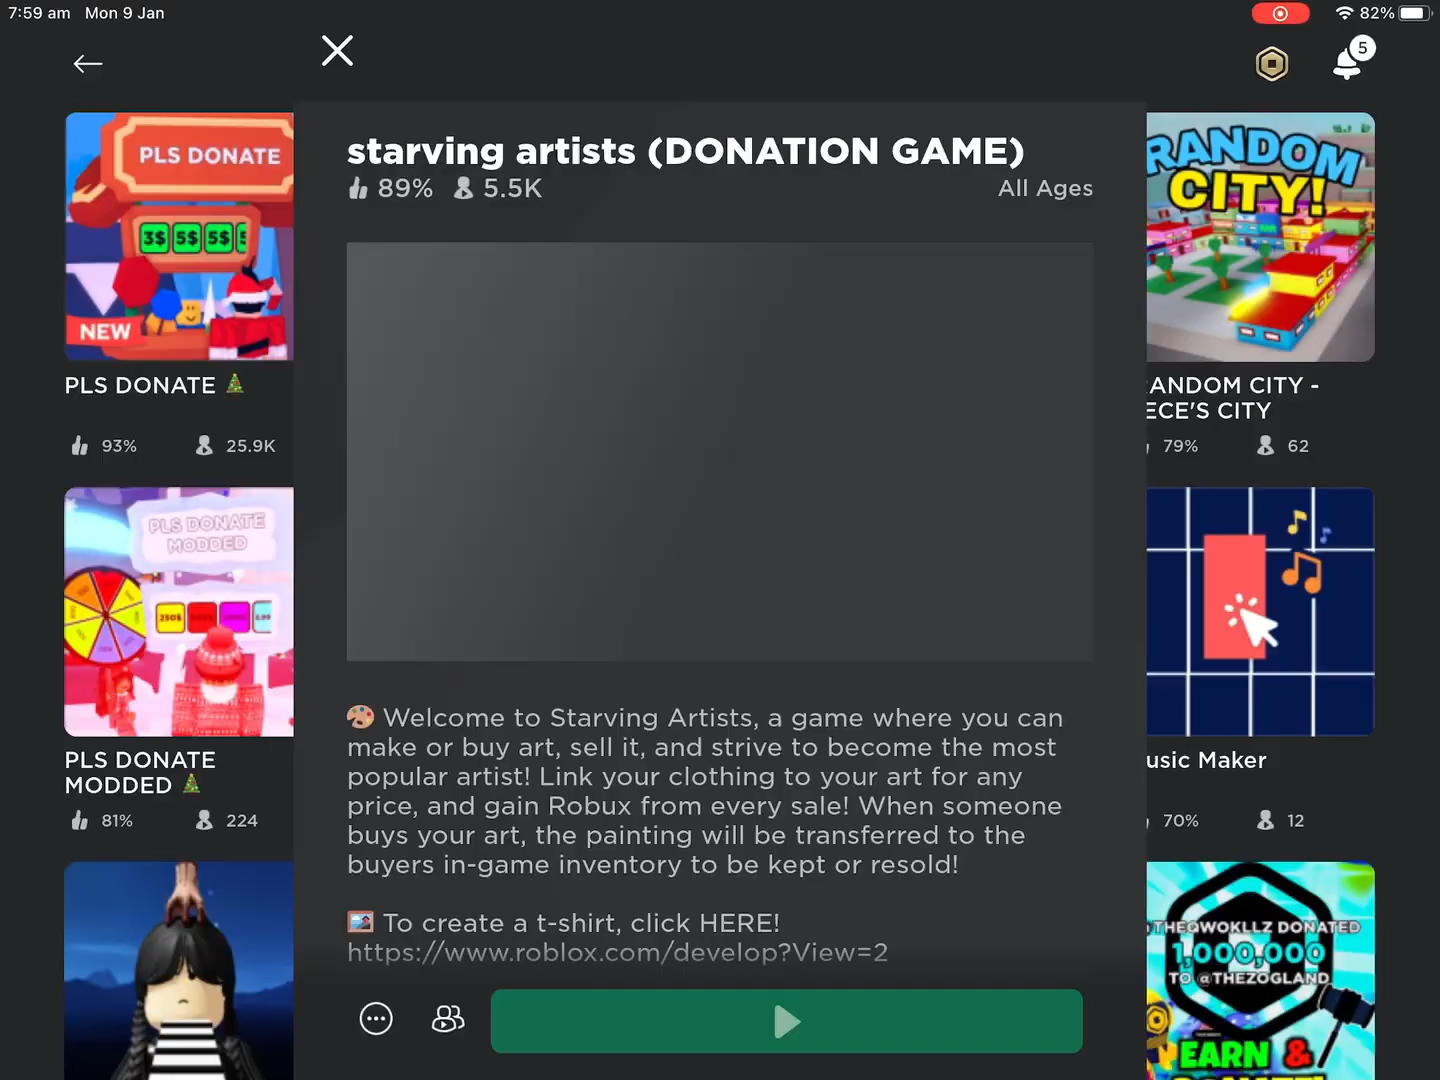 7:59 am Mon 9 Jan
82%
5
starving artists (DONATION GAME)
89% 5.5K
All Ages
🎨 Welcome to Starving Artists, a game where you can
make or buy art, sell it, and strive to become the most
popular artist! Link your clothing to your art for any
price, and gain Robux from every sale! When someone
buys your art, the painting will be transferred to the
buyers in-game inventory to be kept or resold!
🖼️ To create a t-shirt, click HERE!
https://www.roblox.com/develop?View=2
PLS DONATE
3$ 5$ 5$
NEW
PLS DONATE 🎄
93% 25.9K
PLS DONATE
MODDED
250$
PLS DONATE
MODDED 🎄
81% 224
RANDOM
CITY!
ANDOM CITY -
ECE'S CITY
79% 62
usic Maker
70% 12
@THEQWOKLLZ DONATED
1,000,000
TO @THEZOGLAND
EARN &